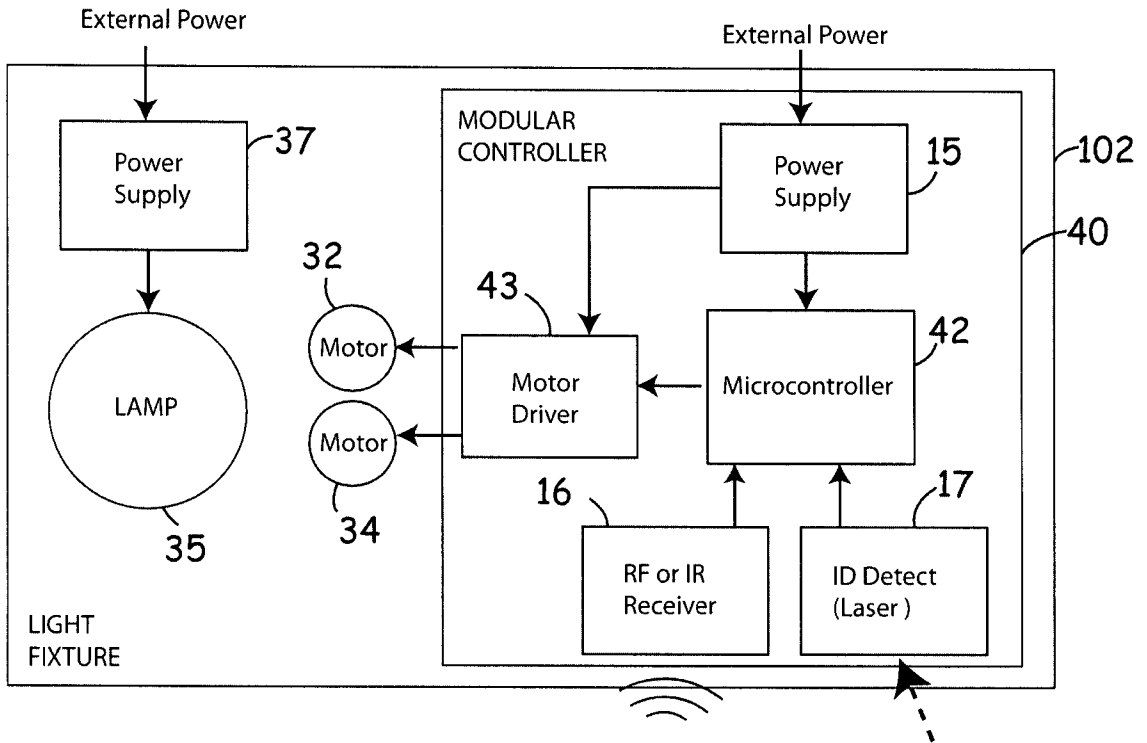 External Power
External Power
MODULAR
CONTROLLER
Power
Supply
37
Power
Supply
15
102
40
32
43
42
Motor
LAMP
Motor
Driver
Microcontroller
Motor
16
17
35
34
RF or IR
Receiver
ID Detect
(Laser )
LIGHT
FIXTURE